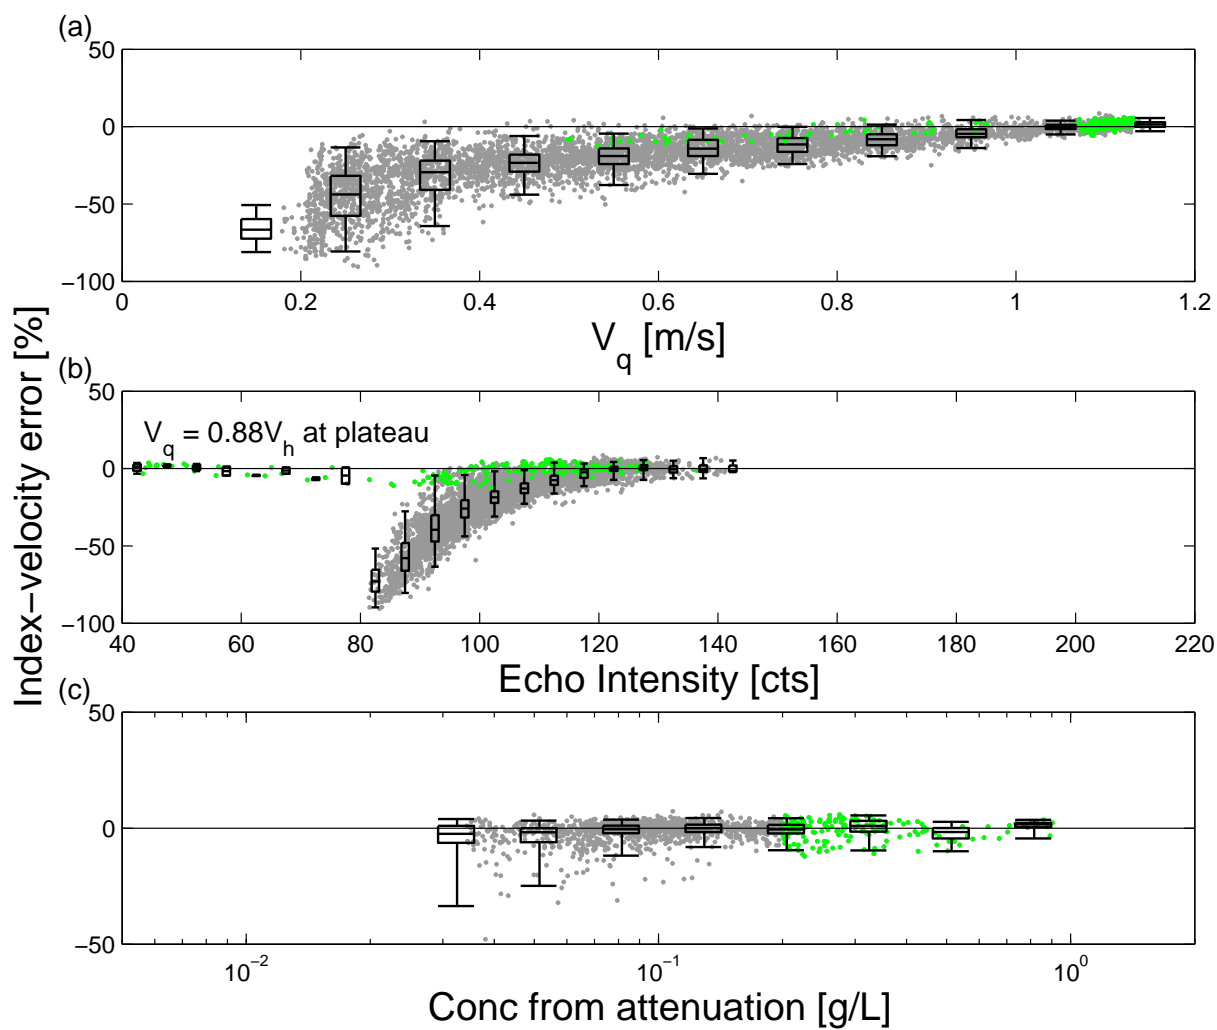 (a)
50
0
−50
−100
0 0.2 0.4 0.6 0.8 1 1.2
V_q [m/s]
Index−velocity error [%]
(b)
50
0
−50
−100
V_q = 0.88V_h at plateau
40 60 80 100 120 140 160 180 200 220
Echo Intensity [cts]
(c)
50
0
−50
10^−2 10^−1 10^0
Conc from attenuation [g/L]